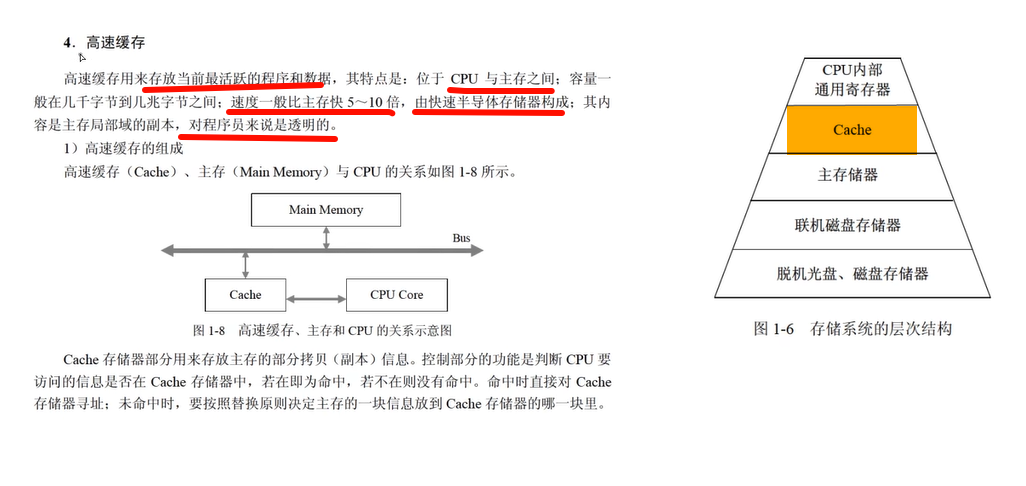 4．高速缓存
高速缓存用来存放当前最活跃的程序和数据，其特点是：位于 CPU 与主存之间；容量一
般在几千字节到几兆字节之间；速度一般比主存快 5～10 倍，由快速半导体存储器构成；其内
容是主存局部域的副本，对程序员来说是透明的。
1）高速缓存的组成
高速缓存（Cache）、主存（Main Memory）与 CPU 的关系如图 1-8 所示。
Main Memory
Bus
Cache
CPU Core
图 1-8 高速缓存、主存和 CPU 的关系示意图
Cache 存储器部分用来存放主存的部分拷贝（副本）信息。控制部分的功能是判断 CPU 要
访问的信息是否在 Cache 存储器中，若在即为命中，若不在则没有命中。命中时直接对 Cache
存储器寻址；未命中时，要按照替换原则决定主存的一块信息放到 Cache 存储器的哪一块里。
CPU内部
通用寄存器
Cache
主存储器
联机磁盘存储器
脱机光盘、磁盘存储器
图 1-6 存储系统的层次结构